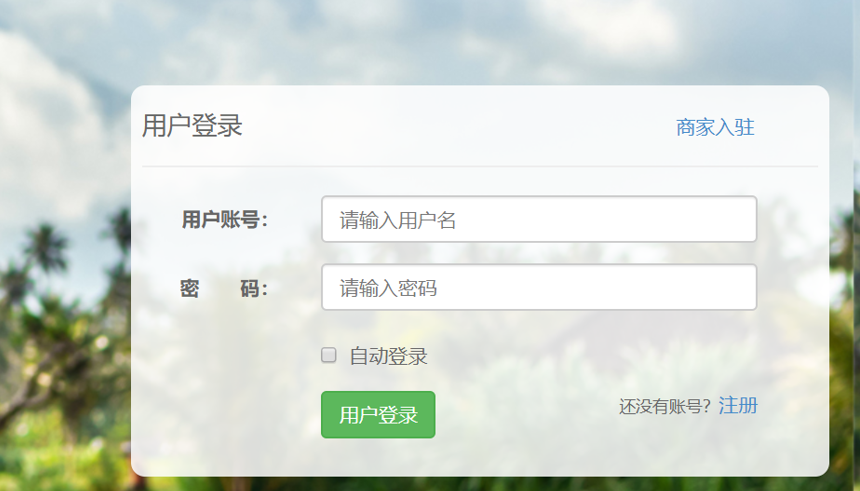 用户登录 商家入驻
用户账号： 请输入用户名
密 码： 请输入密码
自动登录
用户登录 还没有账号？ 注册